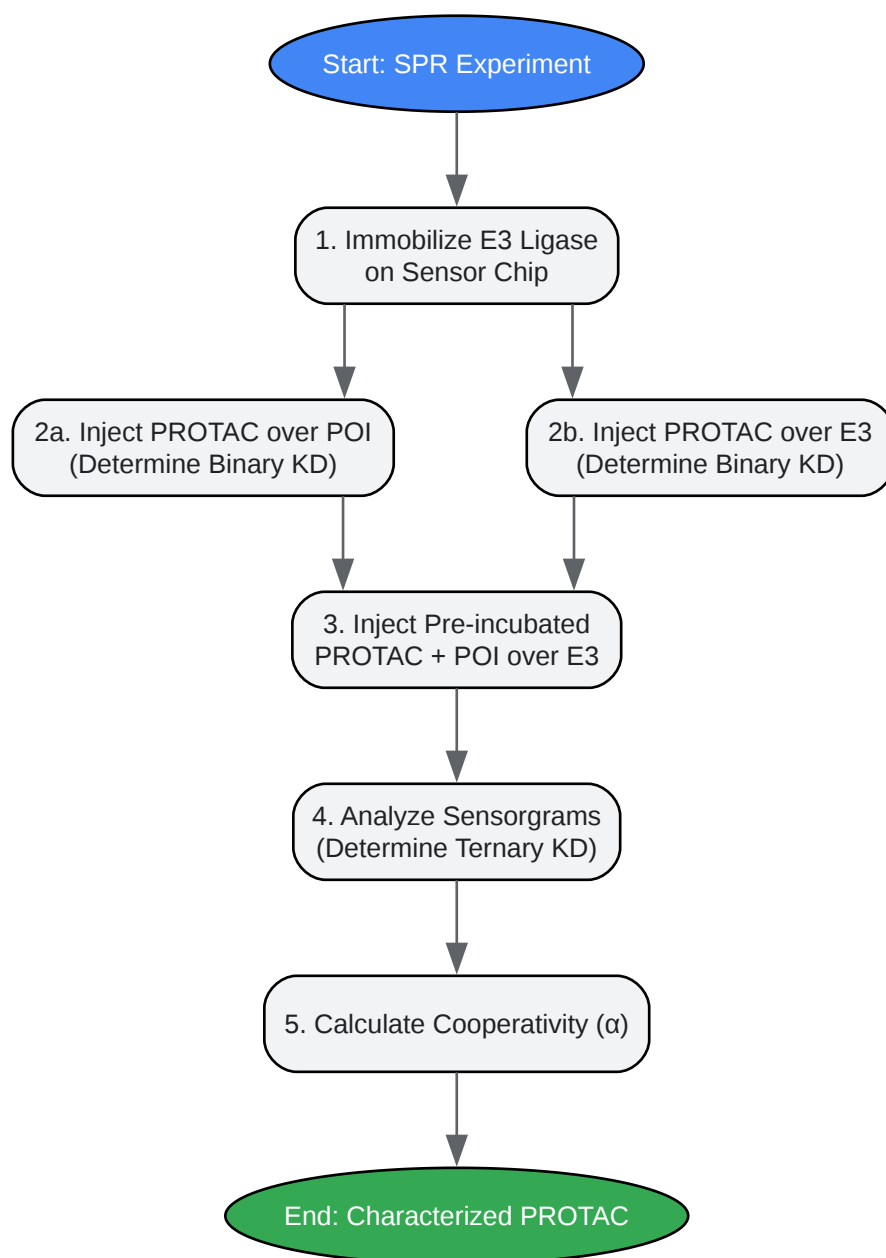 Start: SPR Experiment
1. Immobilize E3 Ligase
on Sensor Chip
2a. Inject PROTAC over POI
(Determine Binary KD)
2b. Inject PROTAC over E3
(Determine Binary KD)
3. Inject Pre-incubated
PROTAC + POI over E3
4. Analyze Sensorgrams
(Determine Ternary KD)
5. Calculate Cooperativity (α)
End: Characterized PROTAC